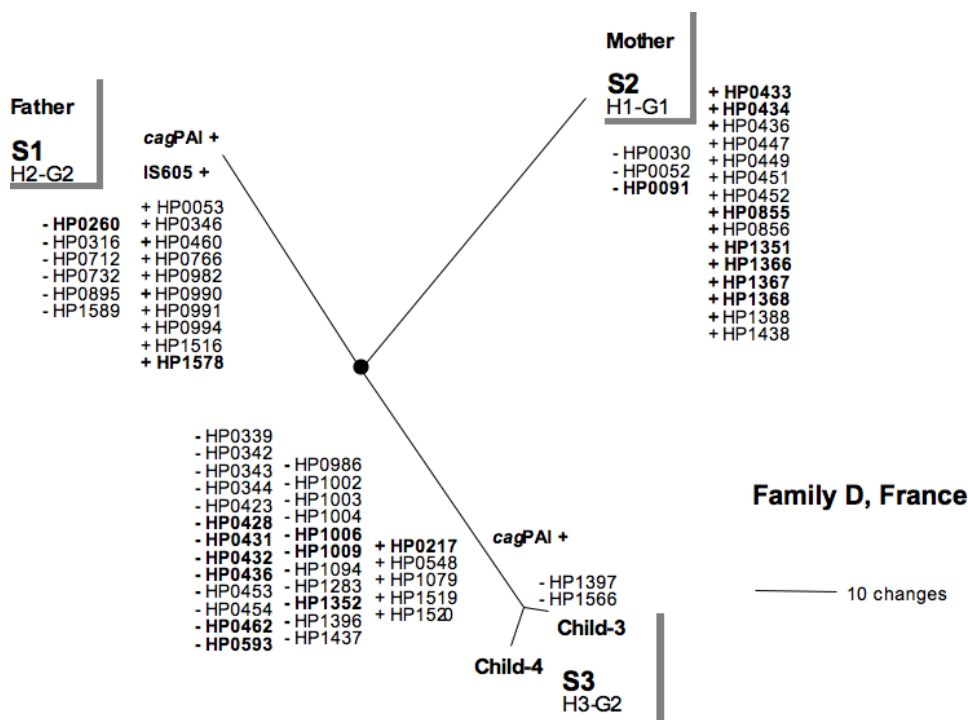 Father
S1
H2-G2
cagPAI +
IS605 +
- HP0260
- HP0316
- HP0712
- HP0732
- HP0895
- HP1589
+ HP0053
+ HP0346
+ HP0460
+ HP0766
+ HP0982
+ HP0990
+ HP0991
+ HP0994
+ HP1516
+ HP1578
Mother
S2
H1-G1
- HP0030
- HP0052
- HP0091
+ HP0433
+ HP0434
+ HP0436
+ HP0447
+ HP0449
+ HP0451
+ HP0452
+ HP0855
+ HP0856
+ HP1351
+ HP1366
+ HP1367
+ HP1368
+ HP1388
+ HP1438
- HP0339
- HP0342
- HP0343
- HP0344
- HP0423
- HP0428
- HP0431
- HP0432
- HP0436
- HP0453
- HP0454
- HP0462
- HP0593
- HP0986
- HP1002
- HP1003
- HP1004
- HP1006
- HP1009
- HP1094
- HP1283
- HP1352
- HP1396
- HP1437
+ HP0217
+ HP0548
+ HP1079
+ HP1519
+ HP1520
cagPAI +
- HP1397
- HP1566
Child-3
Child-4
S3
H3-G2
Family D, France
10 changes